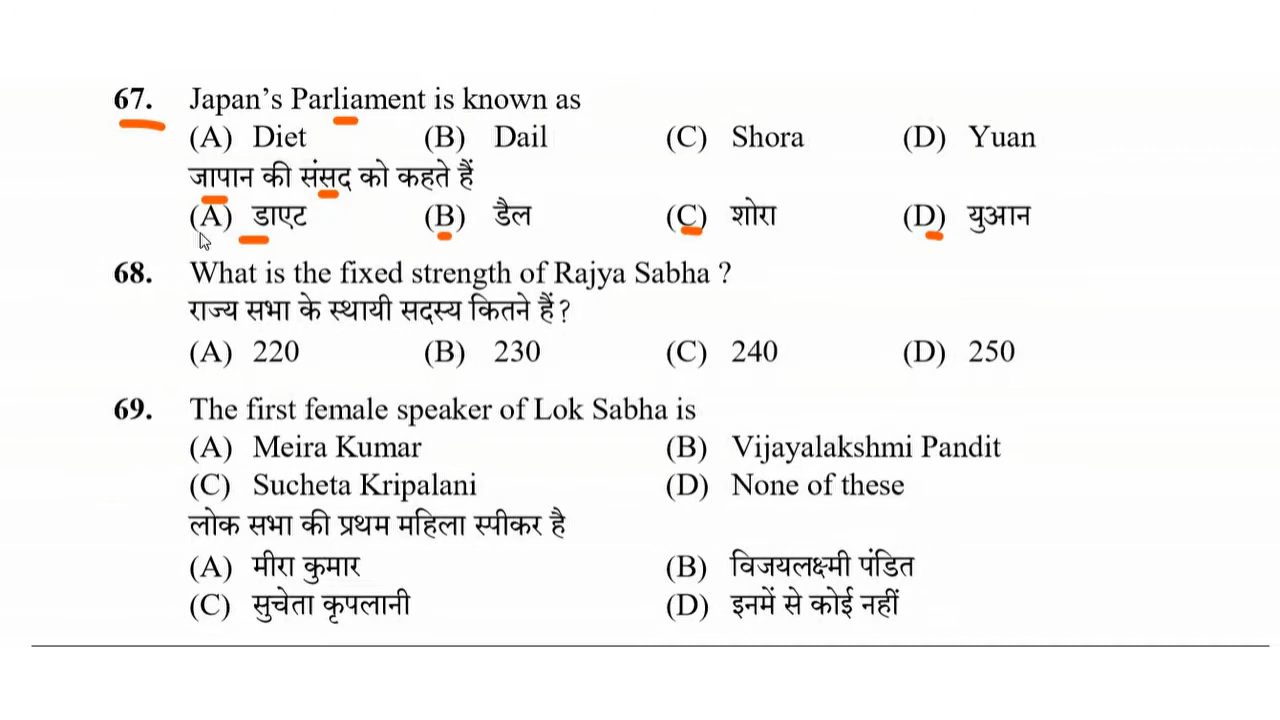 67. Japan's Parliament is known as
(A) Diet (B) Dail (C) Shora (D) Yuan
जापान की संसद को कहते हैं
(A) डाएट (B) डैल (C) शोरा (D) युआन
68. What is the fixed strength of Rajya Sabha ?
राज्य सभा के स्थायी सदस्य कितने हैं ?
(A) 220 (B) 230 (C) 240 (D) 250
69. The first female speaker of Lok Sabha is
(A) Meira Kumar (B) Vijayalakshmi Pandit
(C) Sucheta Kripalani (D) None of these
लोक सभा की प्रथम महिला स्पीकर है
(A) मीरा कुमार (B) विजयलक्ष्मी पंडित
(C) सुचेता कृपलानी (D) इनमें से कोई नहीं